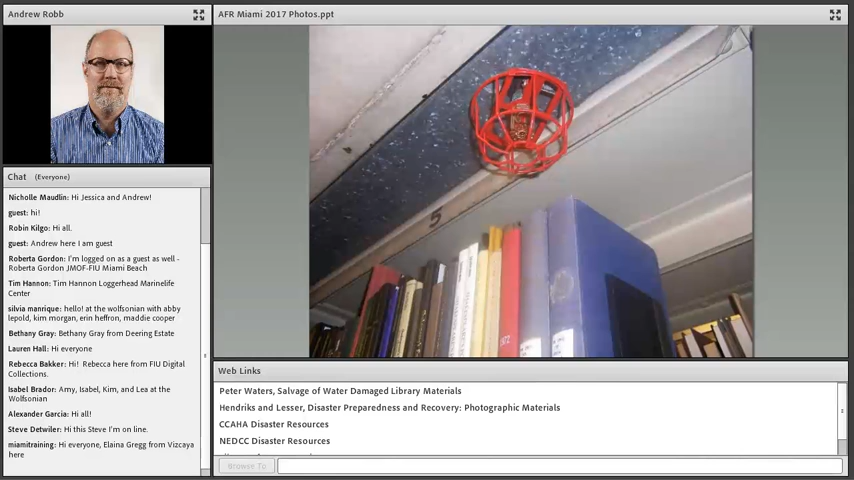 Andrew Robb
AFR Miami 2017 Photos.ppt
5
Chat (Everyone)
Nicholle Maudlin: Hi Jessica and Andrew!
guest: hi!
Robin Kilgo: Hi all.
guest: Andrew here I am guest
Roberta Gordon: I'm logged on as a guest as well -
Roberta Gordon JMOF-FIU Miami Beach
Tim Hannon: Tim Hannon Loggerhead Marinelife
Center
silvia manrique: hello! at the wolfsonian with abby
lepold, kim morgan, erin heffron, maddie cooper
Bethany Gray: Bethany Gray from Deering Estate
Lauren Hall: Hi everyone
Rebecca Bakker: Hi! Rebecca here from FIU Digital
Collections.
Isabel Brador: Amy, Isabel, Kim, and Lea at the
Wolfsonian
Alexander Garcia: Hi all!
Steve Detwiler: Hi this Steve I'm on line.
miamitraining: Hi everyone, Elaina Gregg from Vizcaya
here
Web Links
Peter Waters, Salvage of Water Damaged Library Materials
Hendriks and Lesser, Disaster Preparedness and Recovery: Photographic Materials
CCAHA Disaster Resources
NEDCC Disaster Resources
Browse To